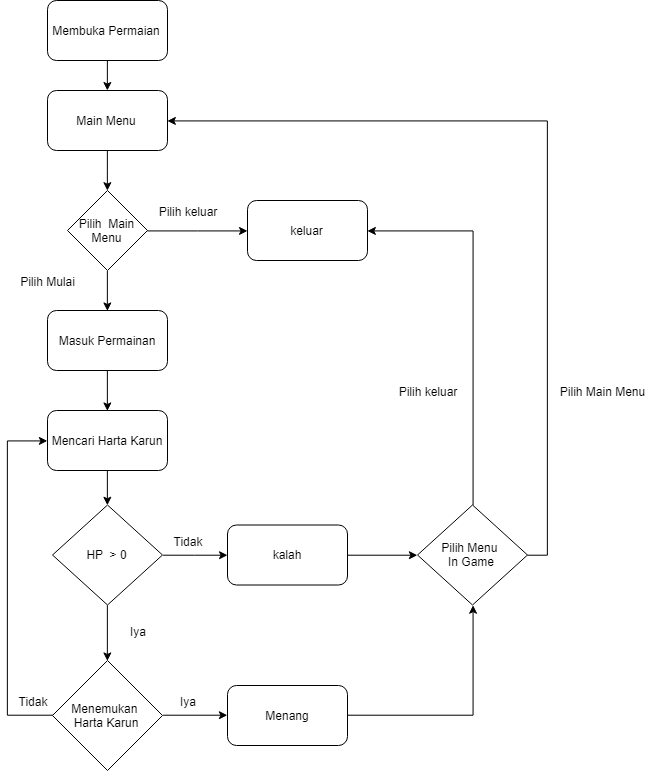 Membuka Permaian
Main Menu
Pilih Main
Menu
Pilih keluar
keluar
Pilih Mulai
Masuk Permainan
Pilih keluar
Pilih Main Menu
Mencari Harta Karun
HP > 0
Tidak
kalah
Pilih Menu
In Game
Iya
Tidak
Menemukan
Harta Karun
Iya
Menang